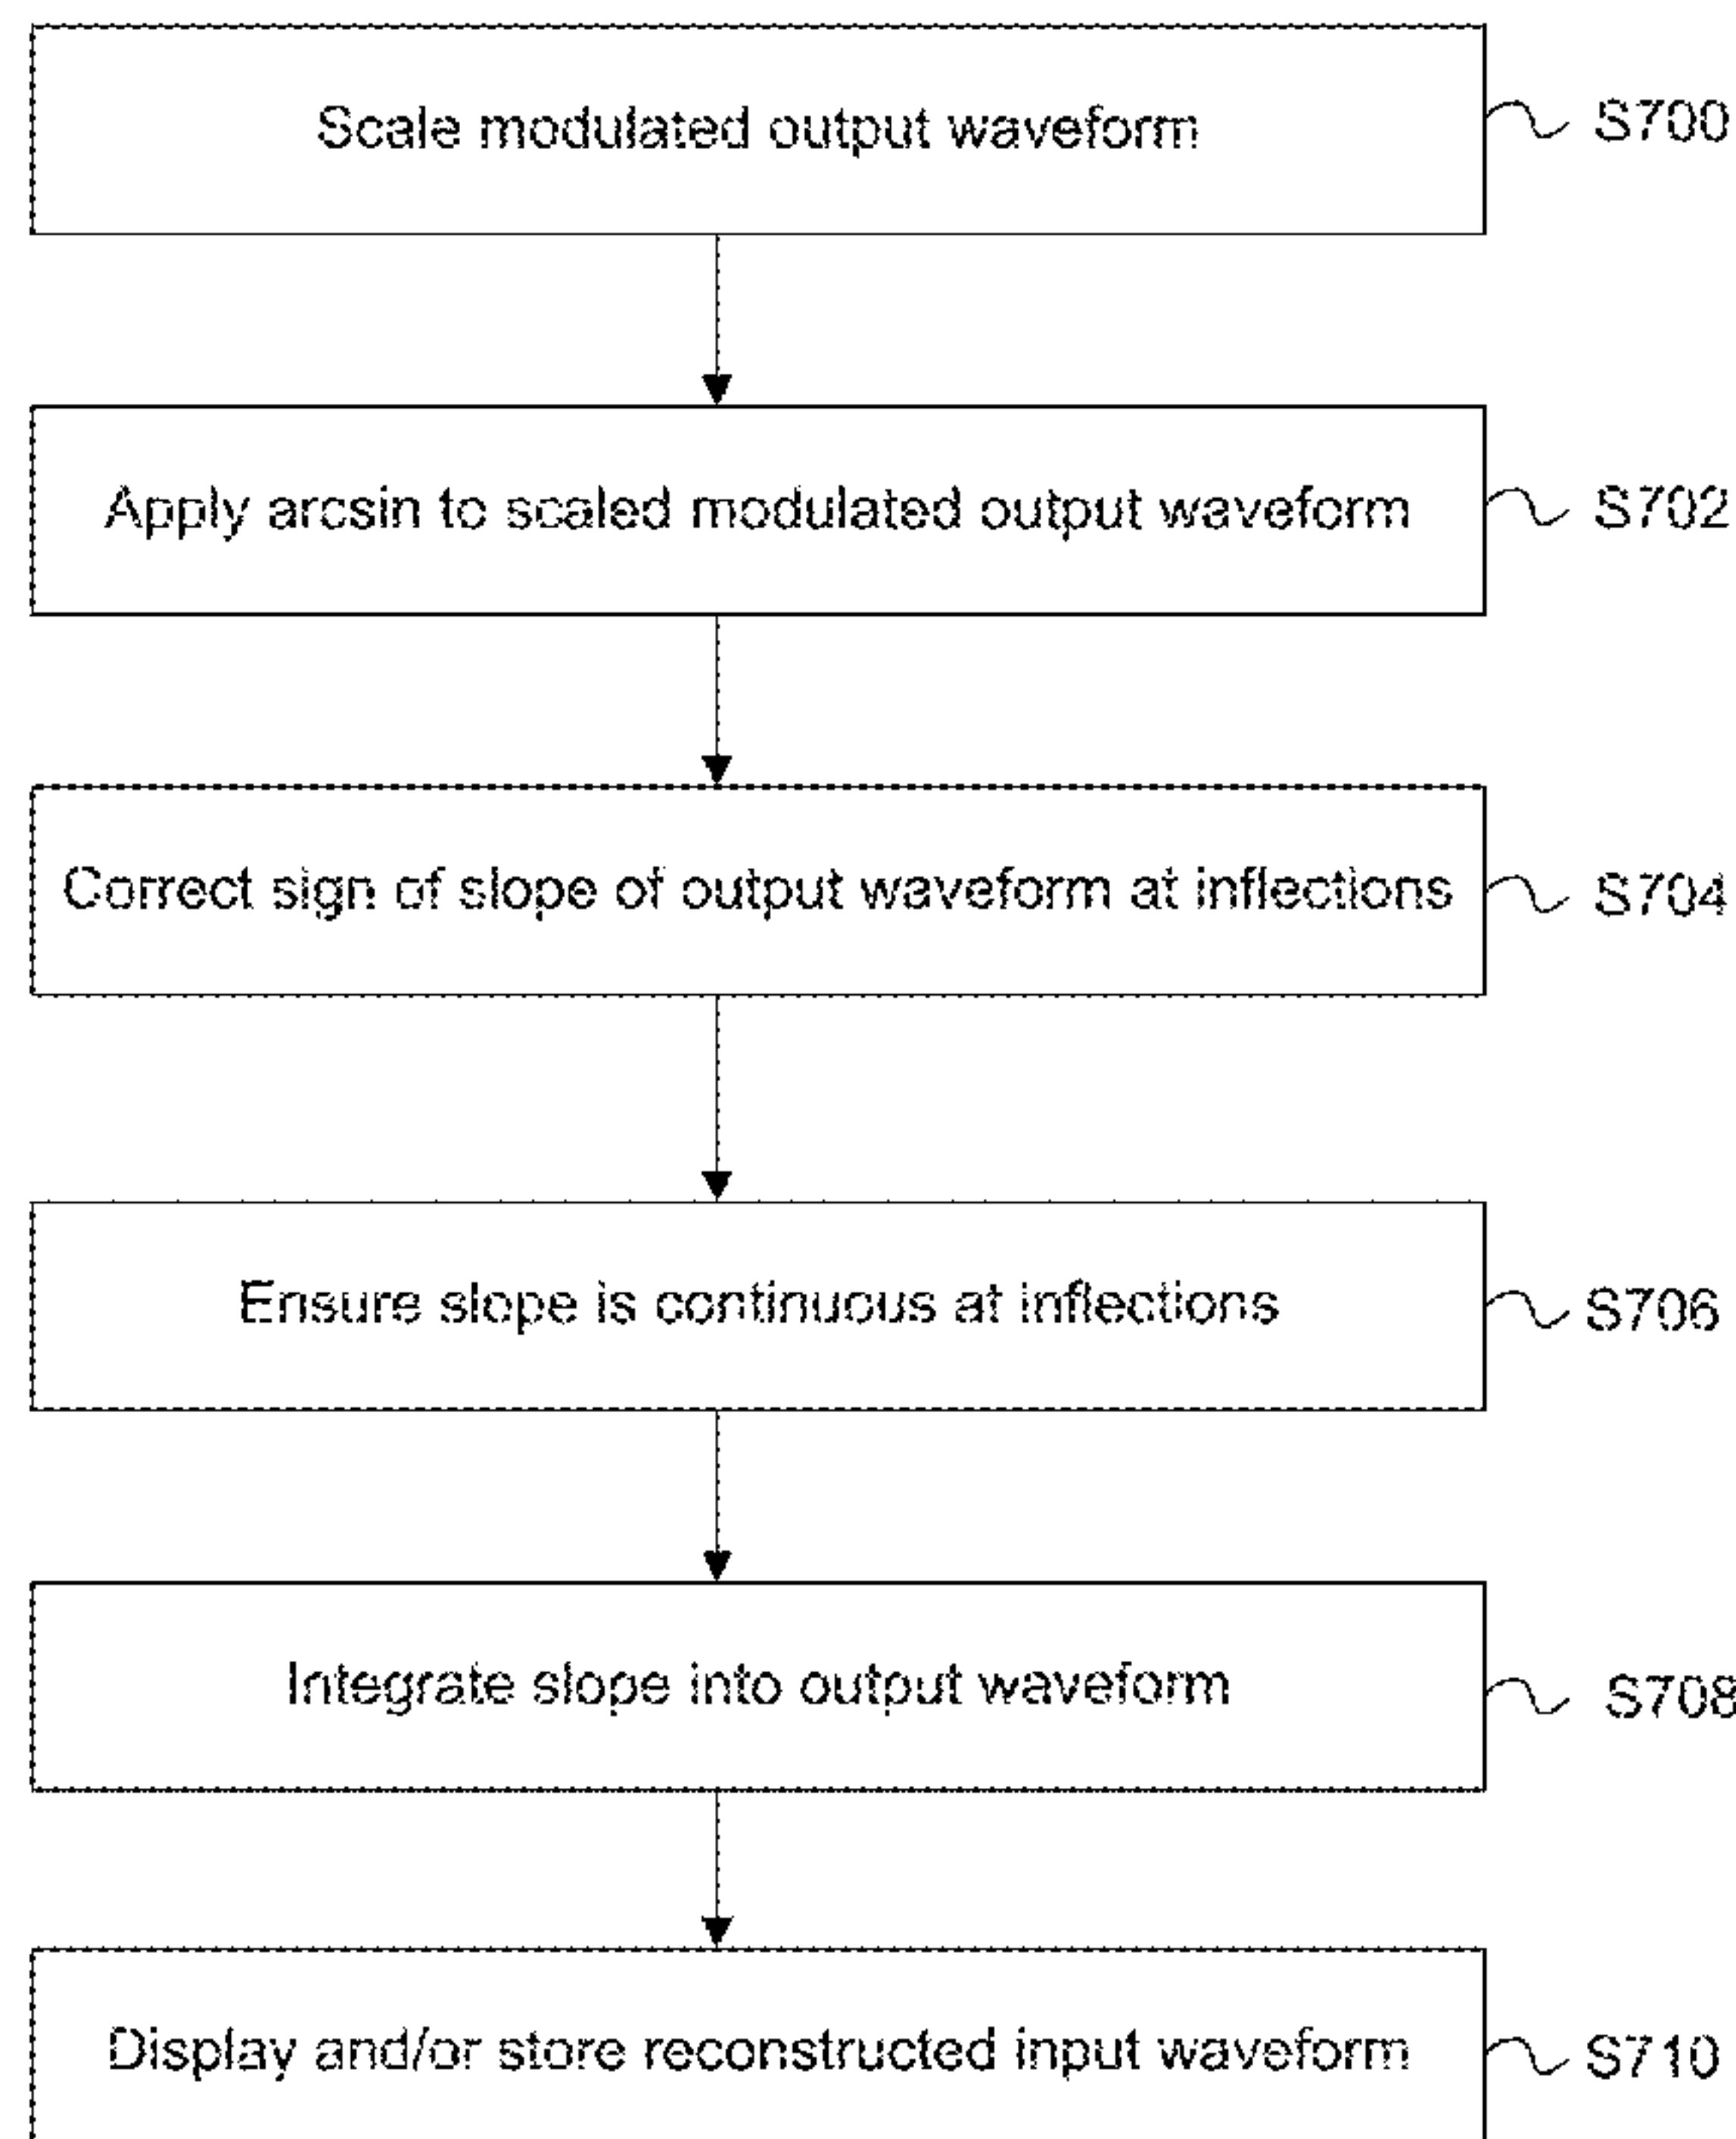 Scale modulated output waveform
S700
Apply arcsin to scaled modulated output waveform
S702
Correct sign of slope of output waveform at inflections
S704
Ensure slope is continuous at inflections
S706
Integrate slope into output waveform
S708
Display and/or store reconstructed input waveform
S710